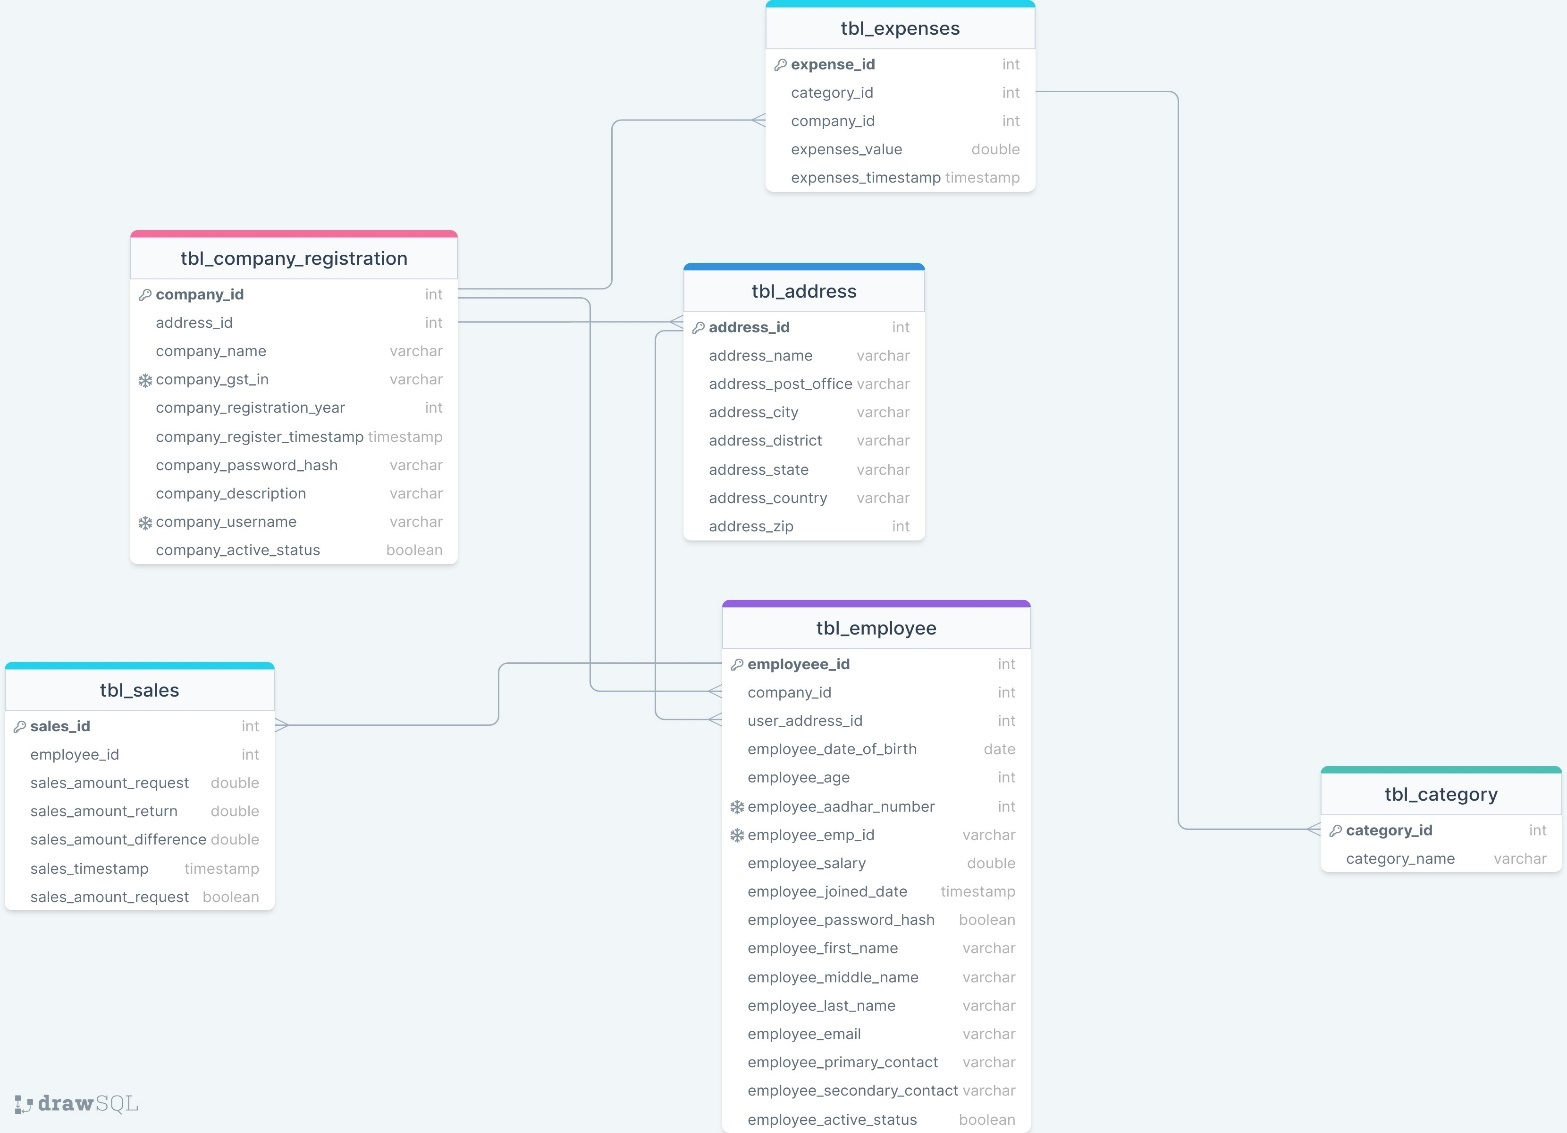 tbl_expenses
expense_id int
category_id int
company_id int
expenses_value double
expenses_timestamp timestamp
tbl_company_registration
company_id int
address_id int
company_name varchar
company_gst_in varchar
company_registration_year int
company_register_timestamp timestamp
company_password_hash varchar
company_description varchar
company_username varchar
company_active_status boolean
tbl_address
address_id int
address_name varchar
address_post_office varchar
address_city varchar
address_district varchar
address_state varchar
address_country varchar
address_zip int
tbl_sales
sales_id int
employee_id int
sales_amount_request double
sales_amount_return double
sales_amount_difference double
sales_timestamp timestamp
sales_amount_request boolean
tbl_employee
employeee_id int
company_id int
user_address_id int
employee_date_of_birth date
employee_age int
employee_aadhar_number int
employee_emp_id varchar
employee_salary double
employee_joined_date timestamp
employee_password_hash boolean
employee_first_name varchar
employee_middle_name varchar
employee_last_name varchar
employee_email varchar
employee_primary_contact varchar
employee_secondary_contact varchar
employee_active_status boolean
tbl_category
category_id int
category_name varchar
drawSQL